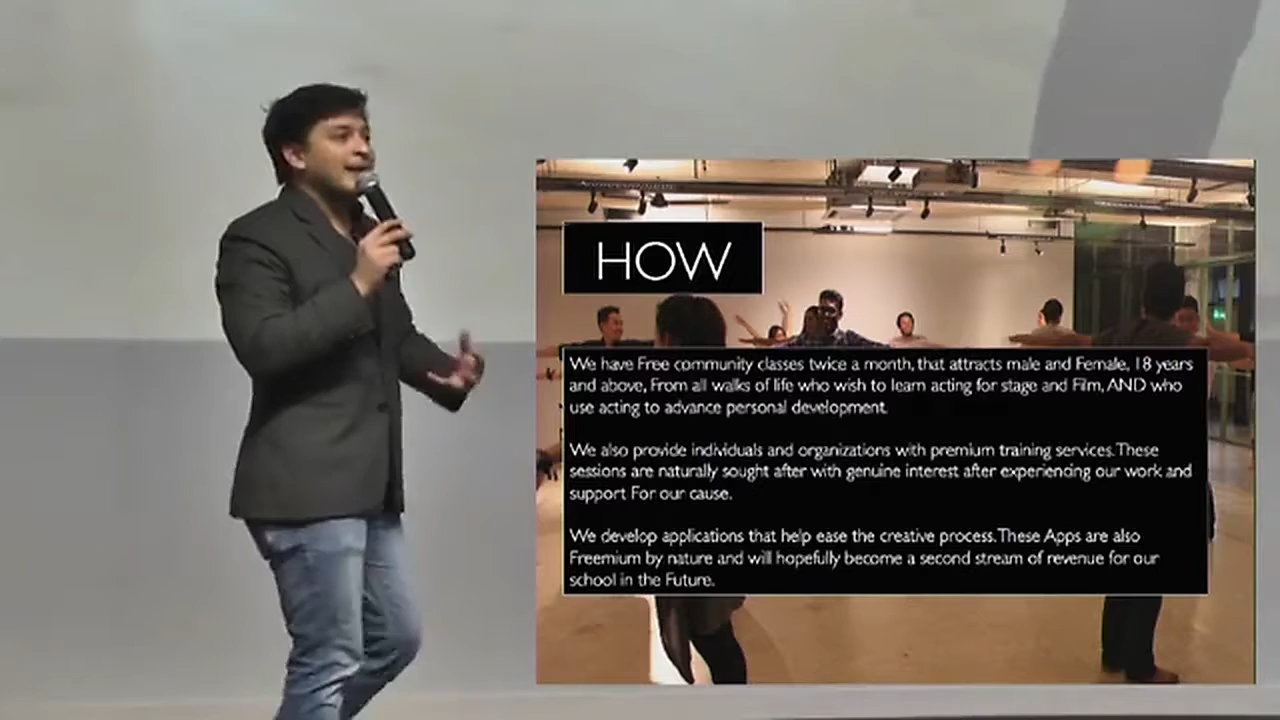 HOW
We have Free community classes twice a month, that attracts male and Female, 18 years
and above, From all walks of life who wish to learn acting for stage and Film, AND who
use acting to advance personal development.
We also provide individuals and organizations with premium training services. These
sessions are naturally sought after with genuine interest after experiencing our work and
support For our cause.
We develop applications that help ease the creative process. These Apps are also
Freemium by nature and will hopefully become a second stream of revenue for our
school in the Future.